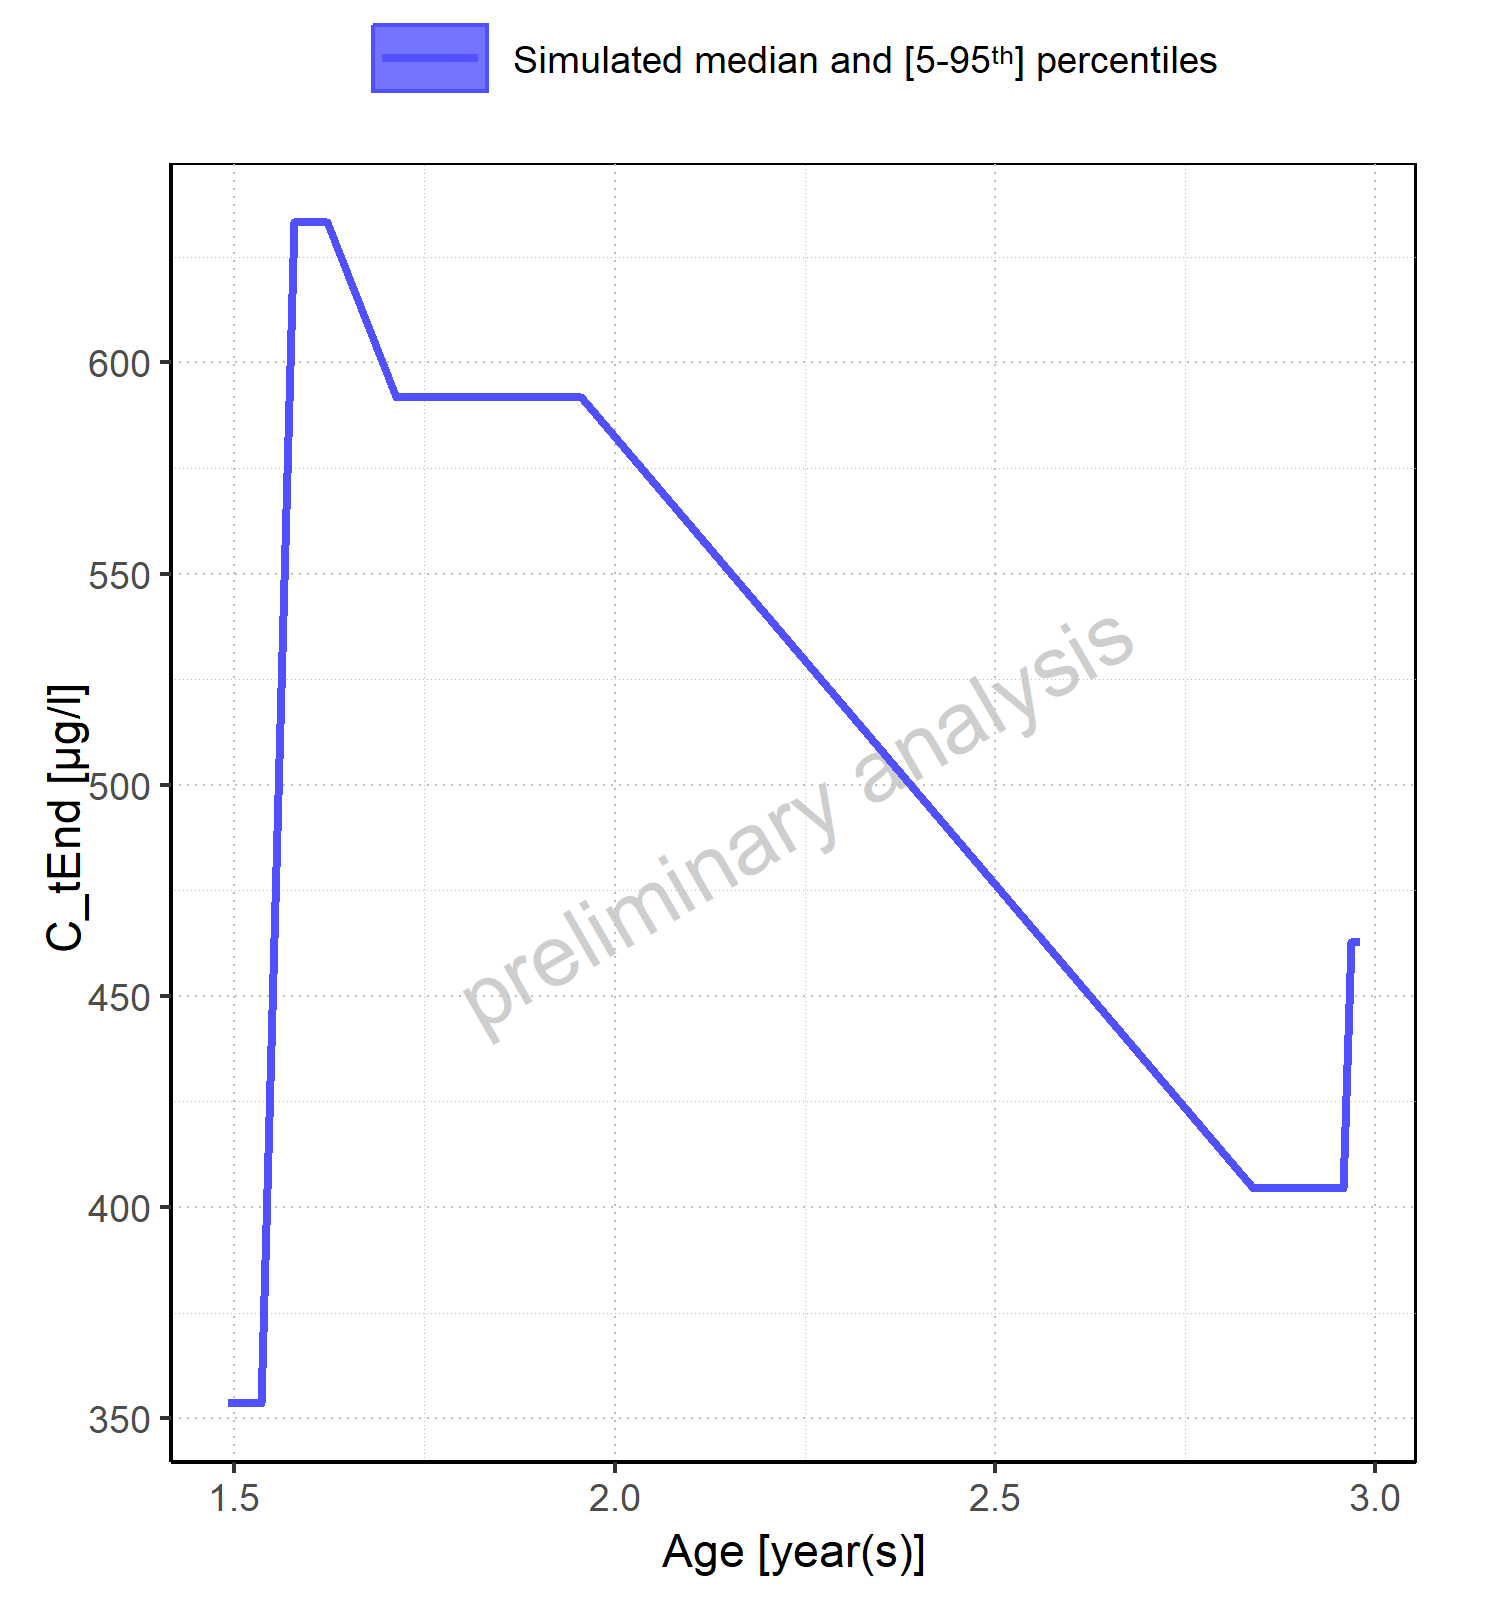 Simulated median and [5-95th] percentiles
600
550
500
450
400
350
C_tEnd [µg/l]
preliminary analysis
1.5 2.0 2.5 3.0
Age [year(s)]